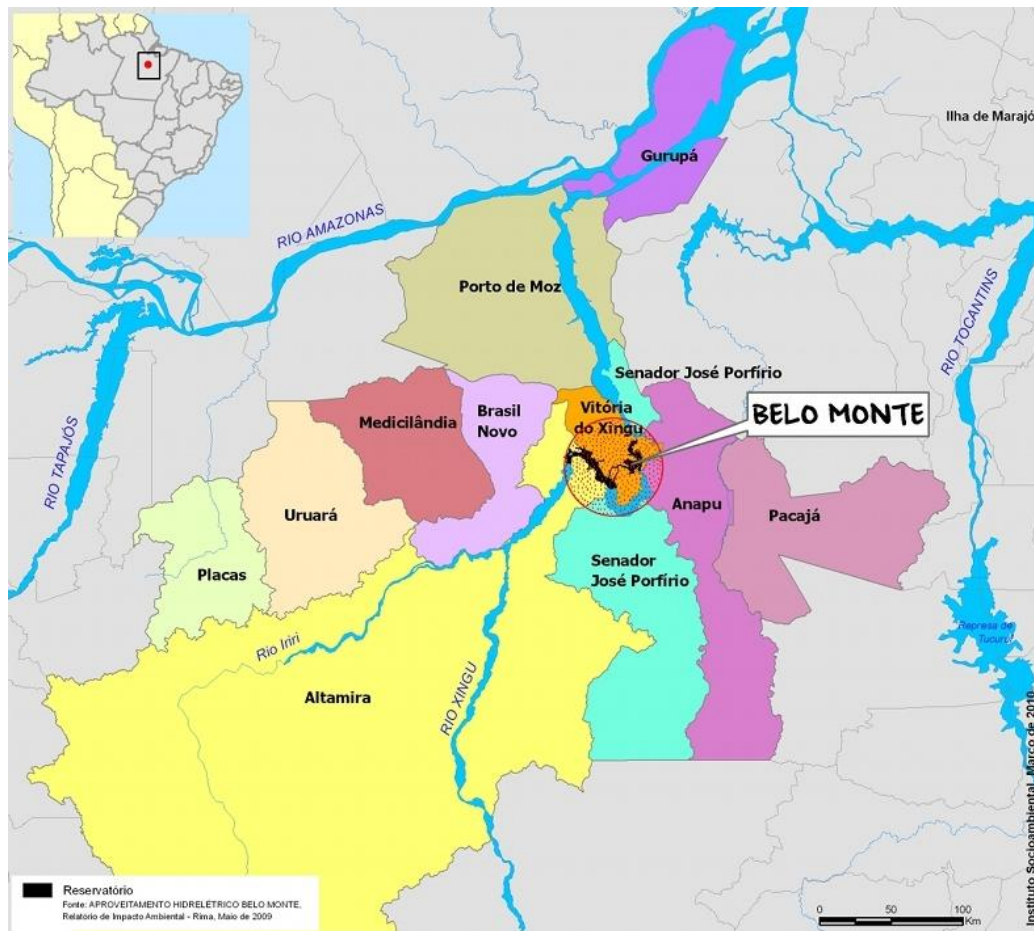 Ilha de Marajó
Gurupá
RIO AMAZONAS
Porto de Moz
RIO TOCANTINS
Senador José Porfírio
Medicilândia
Brasil
Novo
Vitória
do Xingu
BELO MONTE
RIO TAPAJÓS
Uruará
Anapu
Pacajá
Placas
Senador
José Porfírio
Represa de
Tucuruí
Rio Iriri
Altamira
RIO XINGU
Instituto Socioambiental, Março de 2010
Reservatório
Fonte: APROVEITAMENTO HIDRELÉTRICO BELO MONTE,
Relatório de Impacto Ambiental - Rima, Maio de 2009
0 50 100
Km